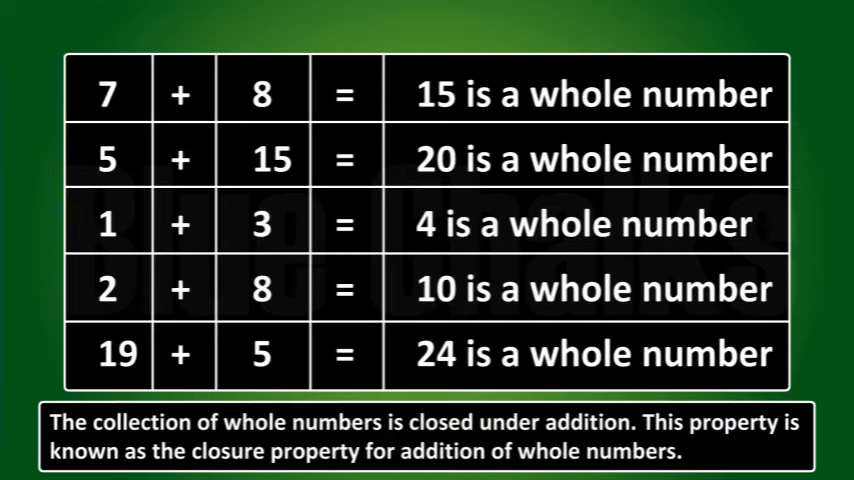 7 + 8 = 15 is a whole number
5 + 15 = 20 is a whole number
1 + 3 = 4 is a whole number
2 + 8 = 10 is a whole number
19 + 5 = 24 is a whole number
Blue Chalks
The collection of whole numbers is closed under addition. This property is
known as the closure property for addition of whole numbers.